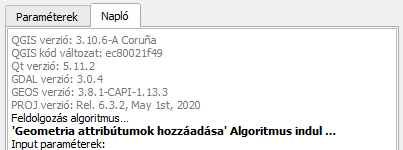 Paraméterek
Napló
QGIS verzió: 3.10.6-A Coruña
QGIS kód változat: ec80021f49
Qt verzió: 5.11.2
GDAL verzió: 3.0.4
GEOS verzió: 3.8.1-CAPI-1.13.3
PROJ verzió: Rel. 6.3.2, May 1st, 2020
Feldolgozás algoritmus…
'Geometria attribútumok hozzáadása' Algoritmus indul …
Input paraméterek: